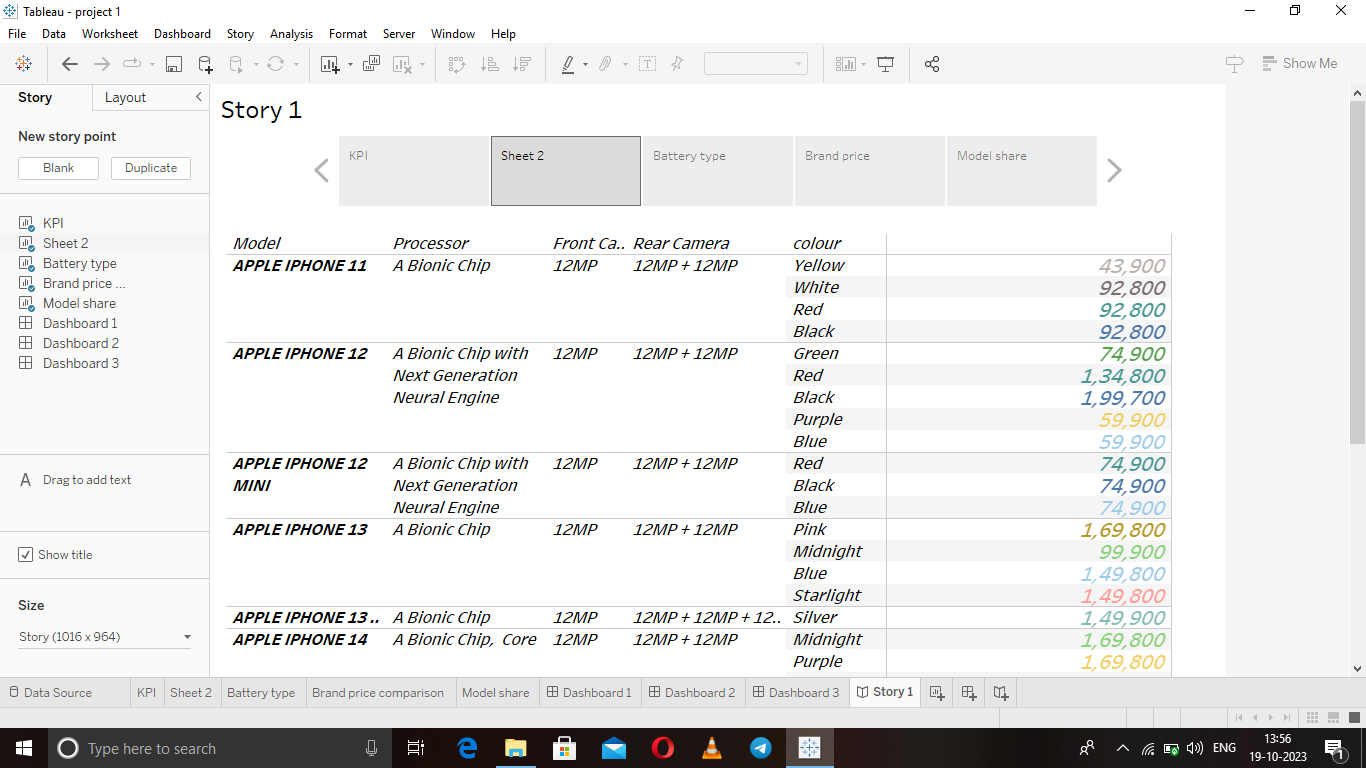 Tableau - project 1
File Data Worksheet Dashboard Story Analysis Format Server Window Help
Show Me
Story Layout
New story point
Blank Duplicate
KPI
Sheet 2
Battery type
Brand price ...
Model share
Dashboard 1
Dashboard 2
Dashboard 3
A Drag to add text
Show title
Size
Story (1016 x 964)
Story 1
KPI Sheet 2 Battery type Brand price Model share
Model Processor Front Ca.. Rear Camera colour
APPLE IPHONE 11 A Bionic Chip 12MP 12MP + 12MP Yellow 43,900
White 92,800
Red 92,800
Black 92,800
APPLE IPHONE 12 A Bionic Chip with 12MP 12MP + 12MP Green 74,900
Next Generation Red 1,34,800
Neural Engine Black 1,99,700
Purple 59,900
Blue 59,900
APPLE IPHONE 12 A Bionic Chip with 12MP 12MP + 12MP Red 74,900
MINI Next Generation Black 74,900
Neural Engine Blue 74,900
APPLE IPHONE 13 A Bionic Chip 12MP 12MP + 12MP Pink 1,69,800
Midnight 99,900
Blue 1,49,800
Starlight 1,49,800
APPLE IPHONE 13 .. A Bionic Chip 12MP 12MP + 12MP + 12.. Silver 1,49,900
APPLE IPHONE 14 A Bionic Chip, Core 12MP 12MP + 12MP Midnight 1,69,800
Purple 1,69,800
Data Source KPI Sheet 2 Battery type Brand price comparison Model share Dashboard 1 Dashboard 2 Dashboard 3 Story 1
Type here to search
ENG
13:56
19-10-2023
1